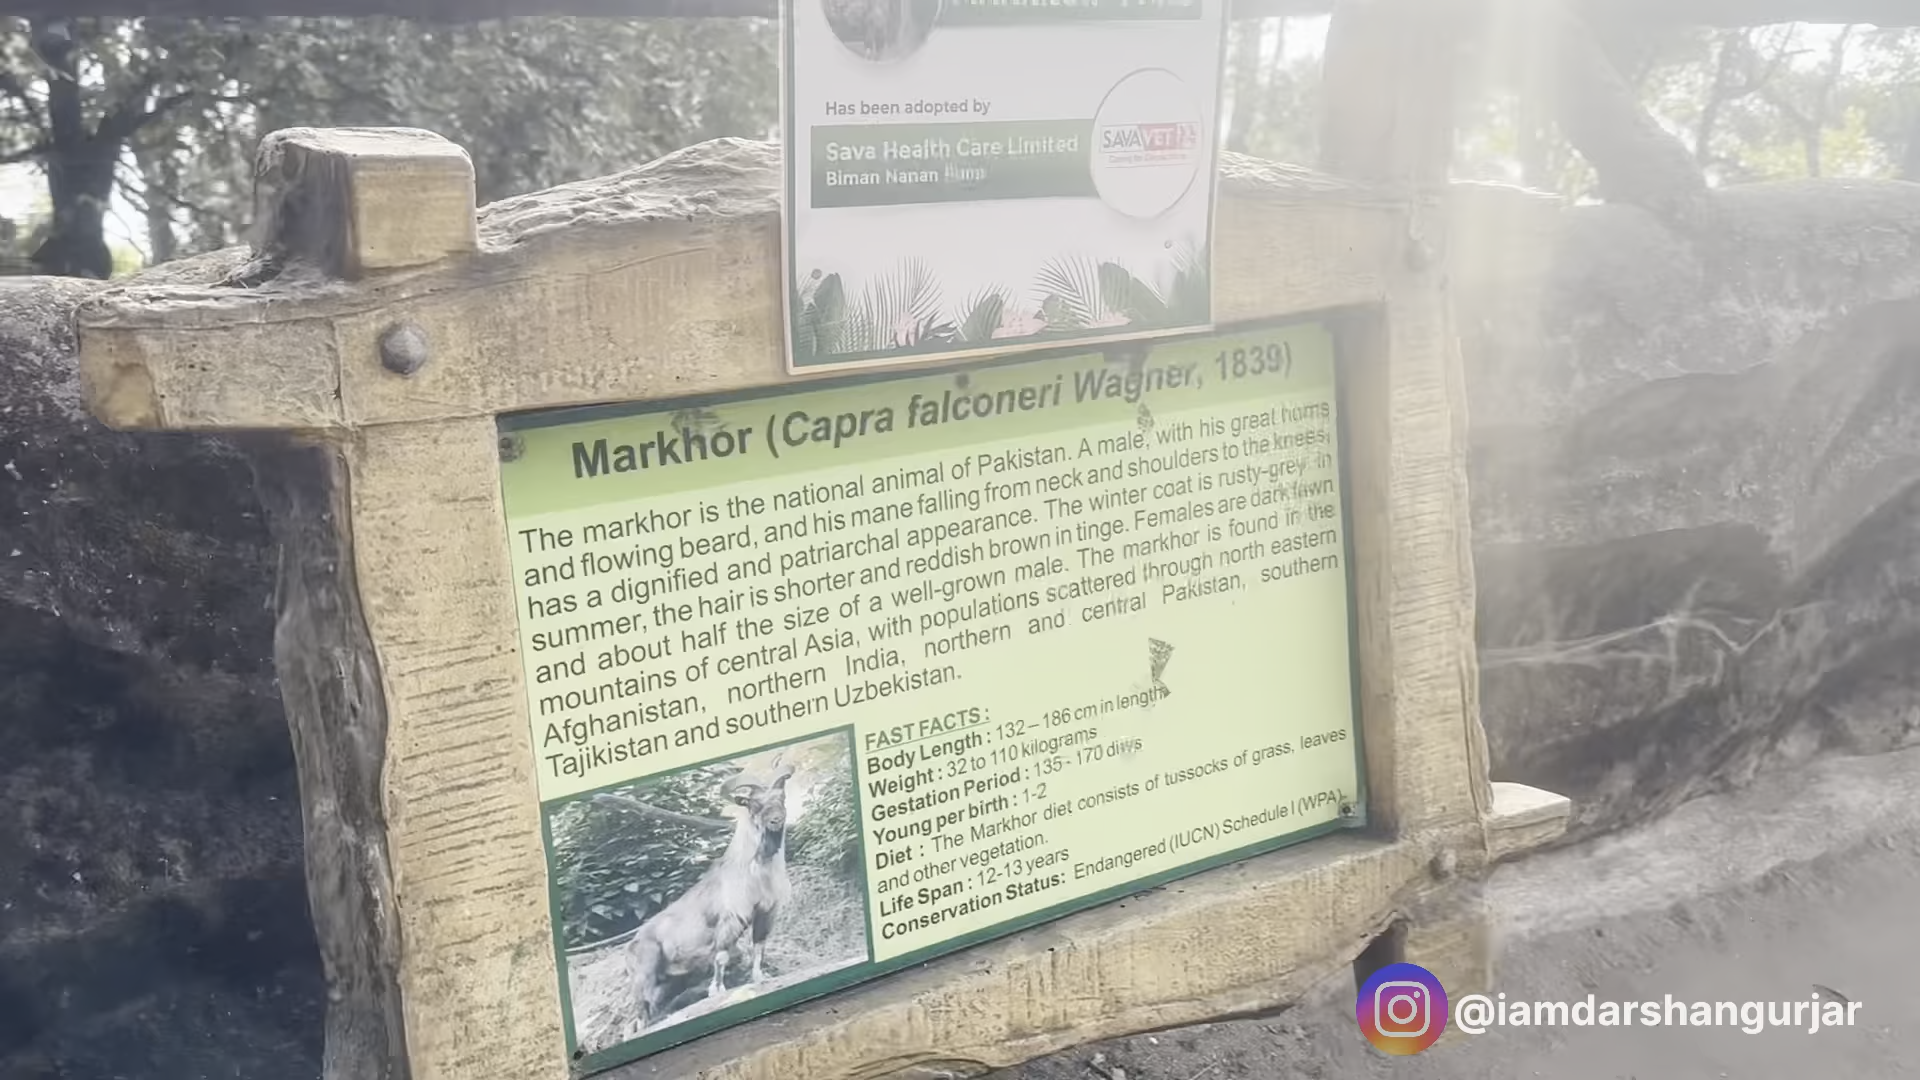 Has been adopted by
Sava Health Care Limited
Biman Nanan
SAVAVET
Markhor (Capra falconeri Wagner, 1839)
The markhor is the national animal of Pakistan. A male, with his great horns
and flowing beard, and his mane falling from neck and shoulders to the knees,
has a dignified and patriarchal appearance. The winter coat is rusty-grey. In
summer, the hair is shorter and reddish brown in tinge. Females are dark fawn
and about half the size of a well-grown male. The markhor is found in the
mountains of central Asia, with populations scattered through north eastern
Afghanistan, northern India, northern and central Pakistan, southern
Tajikistan and southern Uzbekistan.
FAST FACTS :
Body Length : 132 – 186 cm in length
Weight : 32 to 110 kilograms
Gestation Period : 135 - 170 days
Young per birth : 1-2
Diet : The Markhor diet consists of tussocks of grass, leaves
and other vegetation.
Life Span : 12-13 years
Conservation Status: Endangered (IUCN) Schedule I (WPA)
@iamdarshangurjar